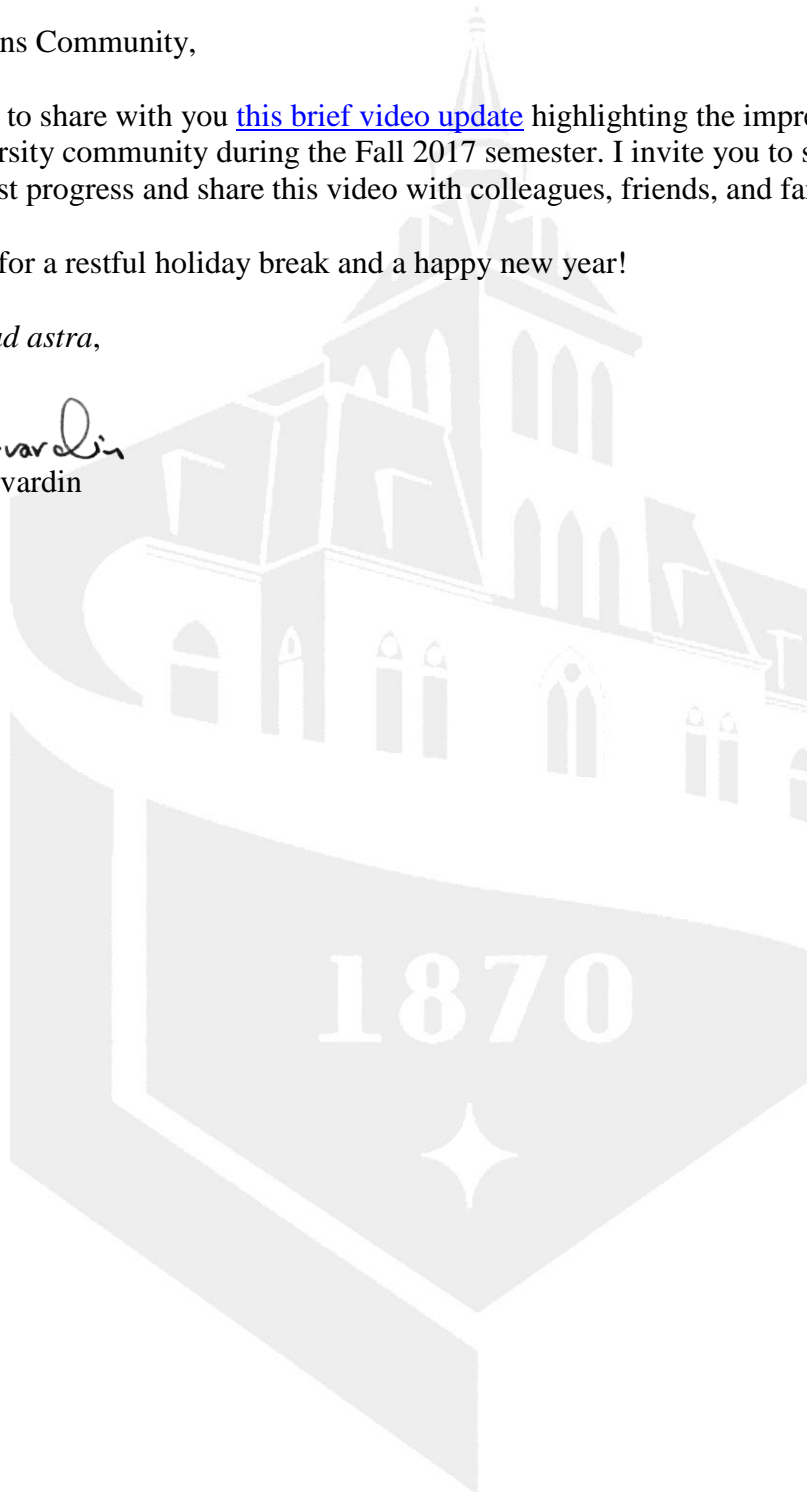 ns Community,
to share with you this brief video update highlighting the impre
rsity community during the Fall 2017 semester. I invite you to s
st progress and share this video with colleagues, friends, and fa
for a restful holiday break and a happy new year!
d astra,
vardin
vardin
1870